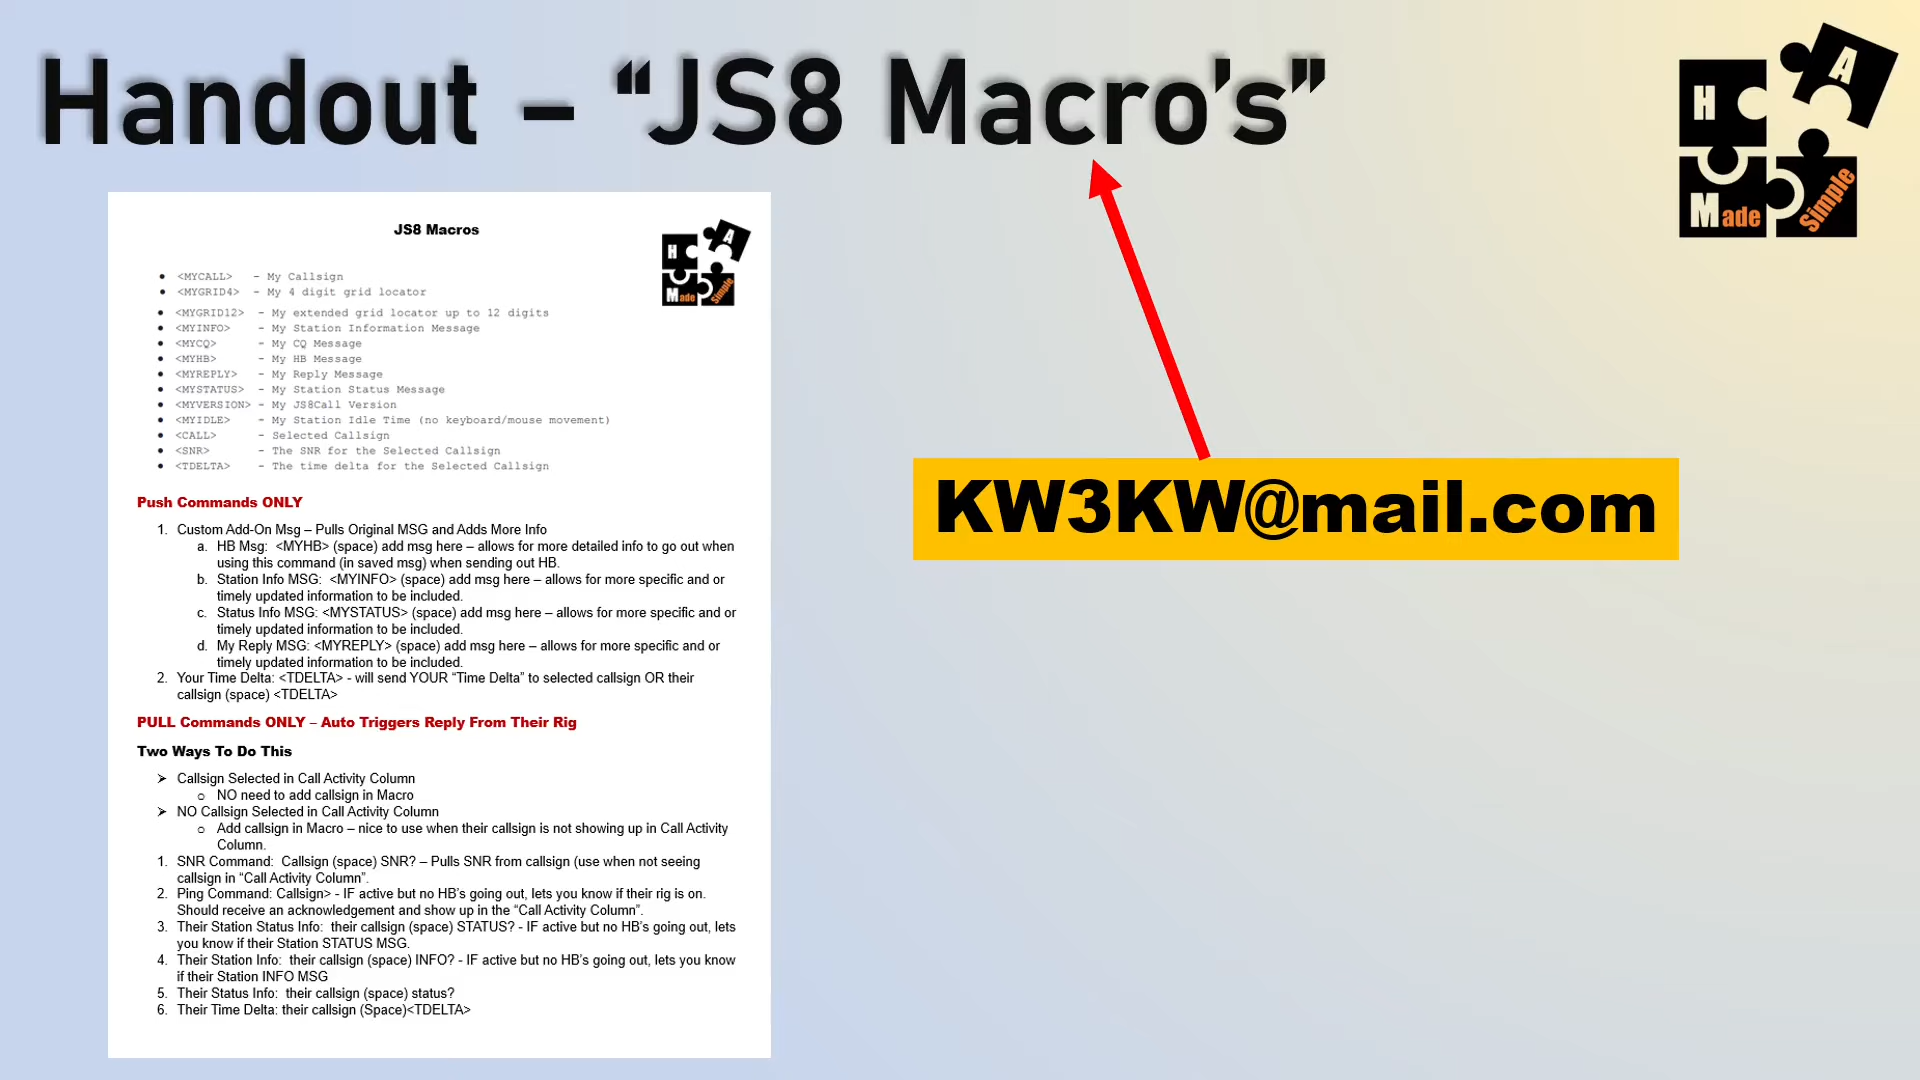 Handout – “JS8 Macro’s”
H A
Made Simple
JS8 Macros
H A
Made Simple
• <MYCALL> - My Callsign
• <MYGRID4> - My 4 digit grid locator
• <MYGRID12> - My extended grid locator up to 12 digits
• <MYINFO> - My Station Information Message
• <MYCQ> - My CQ Message
• <MYHB> - My HB Message
• <MYREPLY> - My Reply Message
• <MYSTATUS> - My Station Status Message
• <MYVERSION> - My JS8Call Version
• <MYIDLE> - My Station Idle Time (no keyboard/mouse movement)
• <CALL> - Selected Callsign
• <SNR> - The SNR for the Selected Callsign
• <TDELTA> - The time delta for the Selected Callsign
Push Commands ONLY
1. Custom Add-On Msg – Pulls Original MSG and Adds More Info
a. HB Msg: <MYHB> (space) add msg here – allows for more detailed info to go out when
using this command (in saved msg) when sending out HB.
b. Station Info MSG: <MYINFO> (space) add msg here – allows for more specific and or
timely updated information to be included.
c. Status Info MSG: <MYSTATUS> (space) add msg here – allows for more specific and or
timely updated information to be included.
d. My Reply MSG: <MYREPLY> (space) add msg here – allows for more specific and or
timely updated information to be included.
2. Your Time Delta: <TDELTA> - will send YOUR “Time Delta” to selected callsign OR their
callsign (space) <TDELTA>
PULL Commands ONLY – Auto Triggers Reply From Their Rig
Two Ways To Do This
➢ Callsign Selected in Call Activity Column
o NO need to add callsign in Macro
➢ NO Callsign Selected in Call Activity Column
o Add callsign in Macro – nice to use when their callsign is not showing up in Call Activity
Column.
1. SNR Command: Callsign (space) SNR? – Pulls SNR from callsign (use when not seeing
callsign in “Call Activity Column”.
2. Ping Command: Callsign> - IF active but no HB’s going out, lets you know if their rig is on.
Should receive an acknowledgement and show up in the “Call Activity Column”.
3. Their Station Status Info: their callsign (space) STATUS? - IF active but no HB’s going out, lets
you know if their Station STATUS MSG.
4. Their Station Info: their callsign (space) INFO? - IF active but no HB’s going out, lets you know
if their Station INFO MSG
5. Their Status Info: their callsign (space) status?
6. Their Time Delta: their callsign (Space)<TDELTA>
KW3KW@mail.com